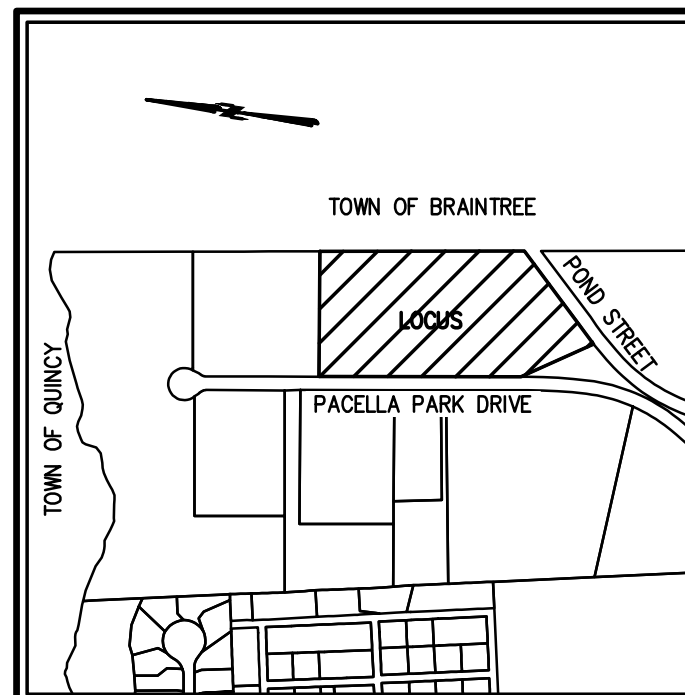 TOWN OF BRAINTREE
LOCUS
POND STREET
TOWN OF QUINCY
PACELLA PARK DRIVE